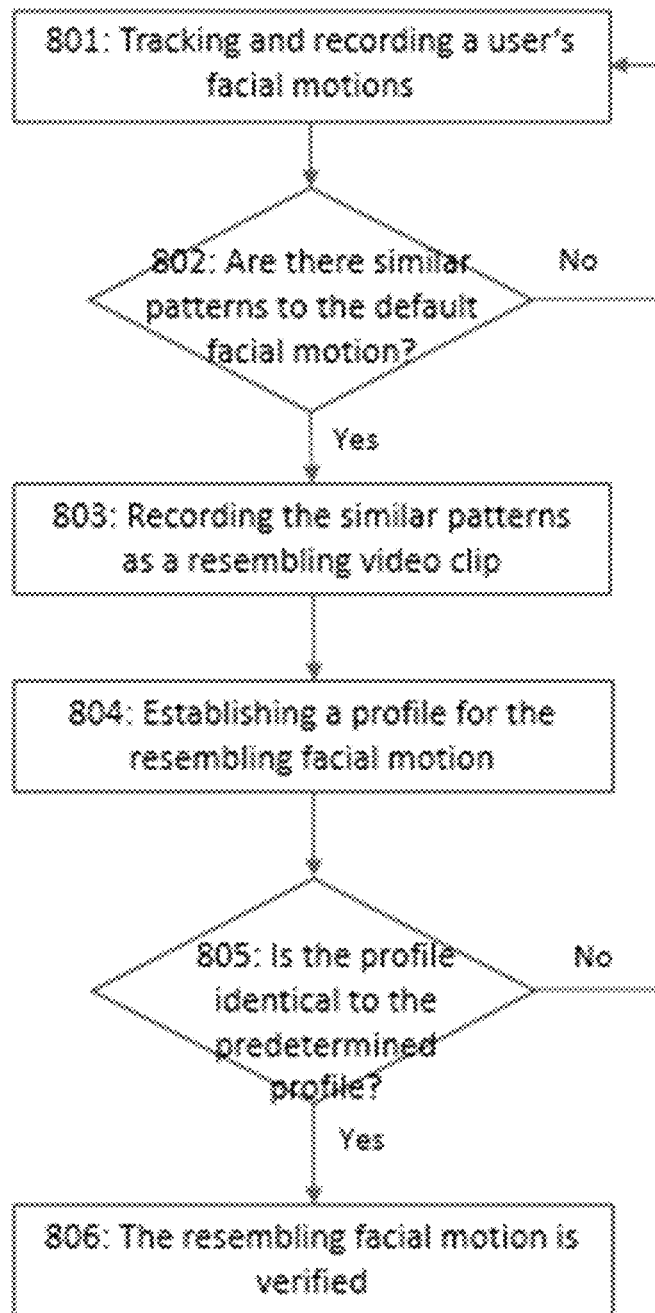 801: Tracking and recording a user's
facial motions
802: Are there similar
patterns to the default
facial motion?
No
Yes
803: Recording the similar patterns
as a resembling video clip
804: Establishing a profile for the
resembling facial motion
805: Is the profile
identical to the
predetermined
profile?
No
Yes
806: The resembling facial motion is
verified